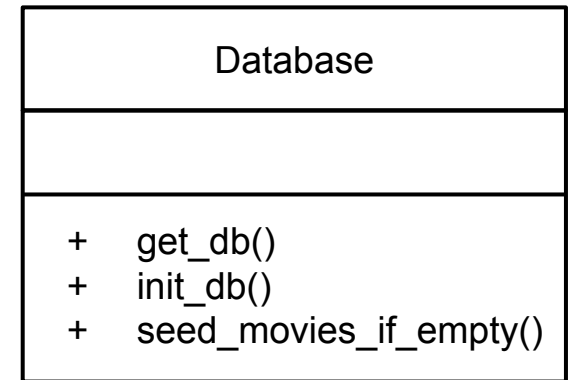 Database
+ get_db()
+ init_db()
+ seed_movies_if_empty()